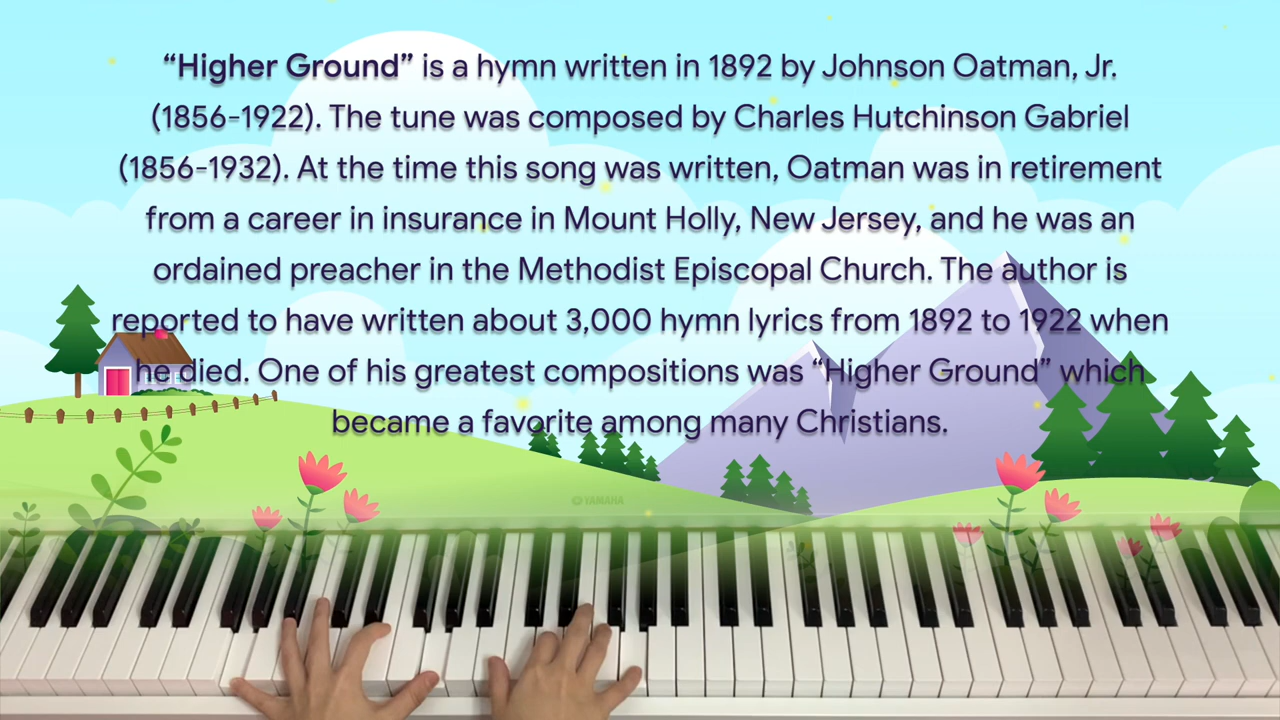 “Higher Ground” is a hymn written in 1892 by Johnson Oatman, Jr.
(1856-1922). The tune was composed by Charles Hutchinson Gabriel
(1856-1932). At the time this song was written, Oatman was in retirement
from a career in insurance in Mount Holly, New Jersey, and he was an
ordained preacher in the Methodist Episcopal Church. The author is
reported to have written about 3,000 hymn lyrics from 1892 to 1922 when
he died. One of his greatest compositions was “Higher Ground” which
became a favorite among many Christians.
YAMAHA